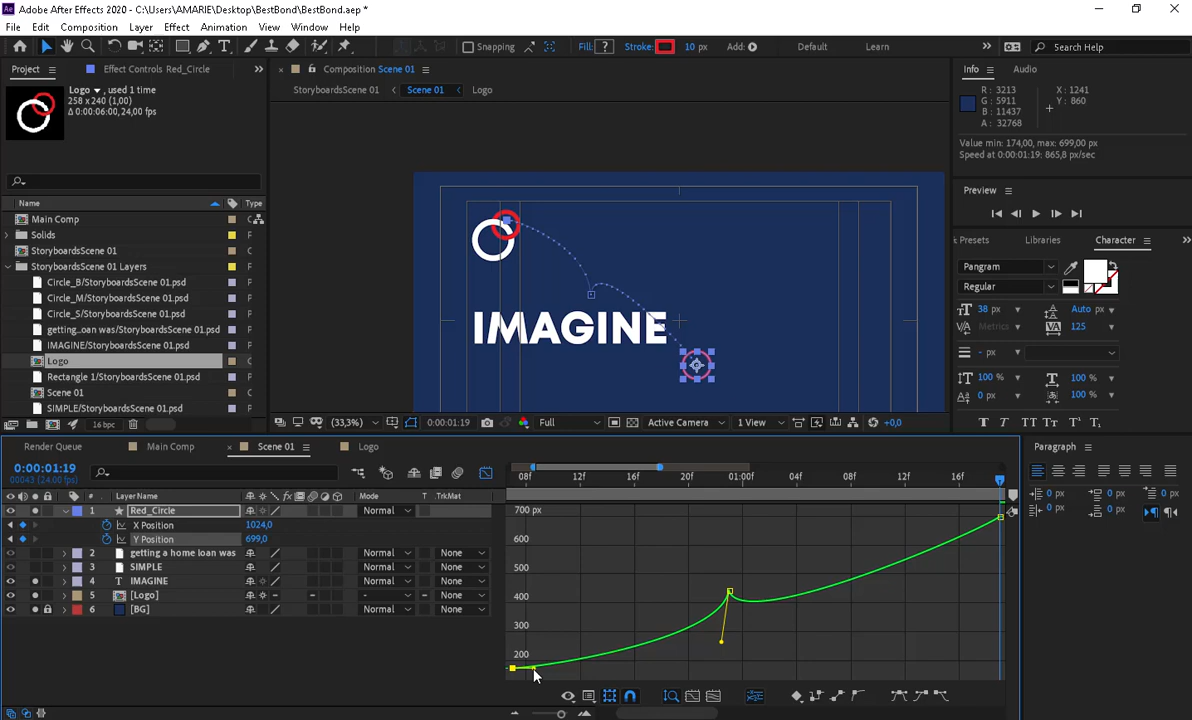 Adobe After Effects 2020 - C:\Users\AMARIE\Desktop\BestBond\BestBond.aep *
File Edit Composition Layer Effect Animation View Window Help
Snapping Fill: ? Stroke: 10 px Add: Default Learn Search Help
Project Effect Controls Red_Circle Composition Scene 01 Info Audio
StoryboardsScene 01 Scene 01 Logo
Logo, used 1 time
258 x 240 (1,00)
Δ 0:00:06:00, 24,00 fps
R: 3213
G: 5911
B: 11437
A: 32768
X: 1241
Y: 860
Value min: 174,00, max: 699,00 px
Speed at 0:00:01:19: 865,8 px/sec
Preview
Presets Libraries Character
Name Type
Main Comp
Solids
StoryboardsScene 01
StoryboardsScene 01 Layers
Circle_B/StoryboardsScene 01.psd
Circle_M/StoryboardsScene 01.psd
Circle_S/StoryboardsScene 01.psd
getting...oan was/StoryboardsScene 01.psd
IMAGINE/StoryboardsScene 01.psd
Logo
Rectangle 1/StoryboardsScene 01.psd
Scene 01
SIMPLE/StoryboardsScene 01.psd
16 bpc
IMAGINE
(33,3%) 0:00:01:19 Full Active Camera 1 View +0,0
Pangram
Regular
38 px Auto px
Metrics 125
- px
100 % 100 %
0 px 0 %
T T TT Tt T¹ T₁
Render Queue Main Comp Scene 01 Logo
0:00:01:19
00043 (24.00 fps)
# Layer Name Mode T TrkMat
1 Red_Circle Normal
X Position 1024,0
Y Position 699,0
2 getting a home loan was Normal None
3 SIMPLE Normal None
4 IMAGINE Normal None
5 [Logo] - None
6 [BG] Normal None
08f 12f 16f 20f 01:00f 04f 08f 12f 16f
700 px
600
500
400
300
200
Paragraph
0 px 0 px 0 px
0 px 0 px